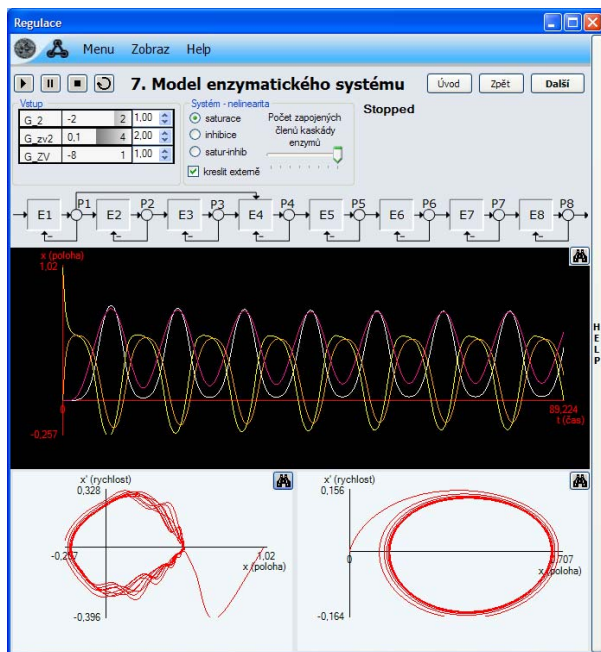 Regulace
Menu Zobraz Help
7. Model enzymatického systému
Úvod Zpět Další
Vstup
G_2 -2 2 1,00
G_zv2 0,1 4 2,00
G_ZV -8 1 1,00
Systém - nelinearita
saturace
inhibice
satur-inhib
kreslit externě
Počet zapojených
členů kaskády
enzymů
Stopped
P1 P2 P3 P4 P5 P6 P7 P8
E1 E2 E3 E4 E5 E6 E7 E8
x (poloha)
1,02
0
89,224
-0,257
t (čas)
HELP
x' (rychlost)
0,328
-0,257
1,02
x (poloha)
-0,396
x' (rychlost)
0,156
0
0,707
x (poloha)
-0,164